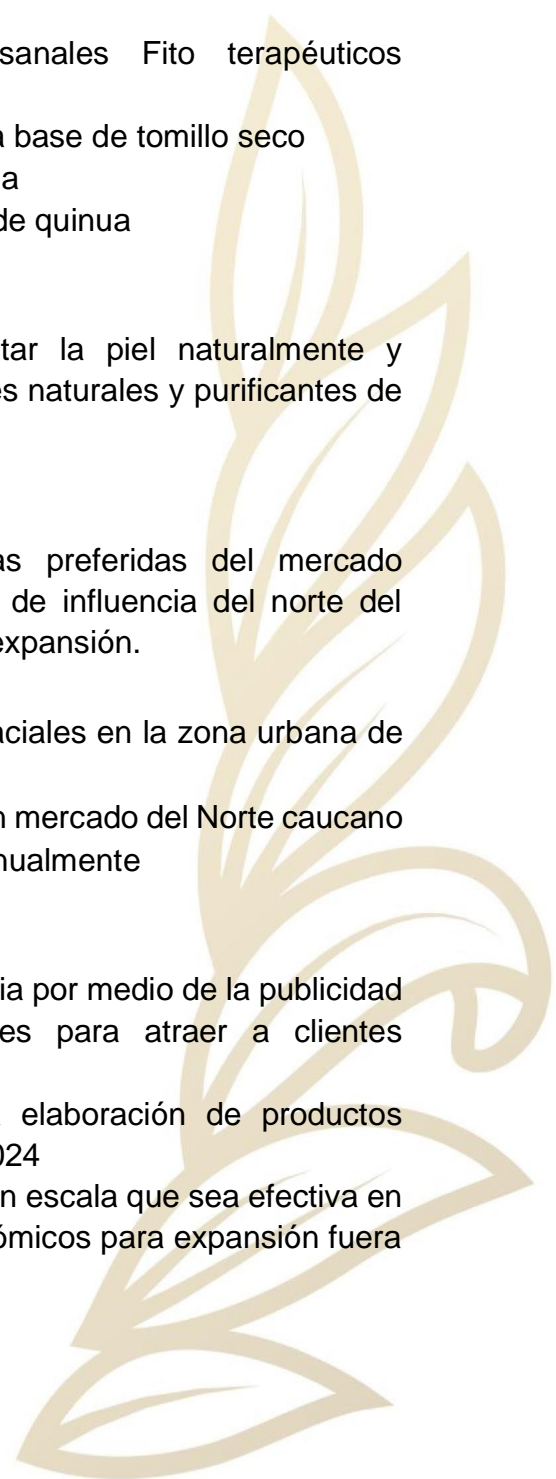 sanales Fito terapéuticos
a base de tomillo seco
a
de quinua
tar la piel naturalmente y
es naturales y purificantes de
as preferidas del mercado
de influencia del norte del
expansión.
aciales en la zona urbana de
n mercado del Norte caucano
nualmente
ia por medio de la publicidad
es para atraer a clientes
elaboración de productos
024
n escala que sea efectiva en
ómicos para expansión fuera